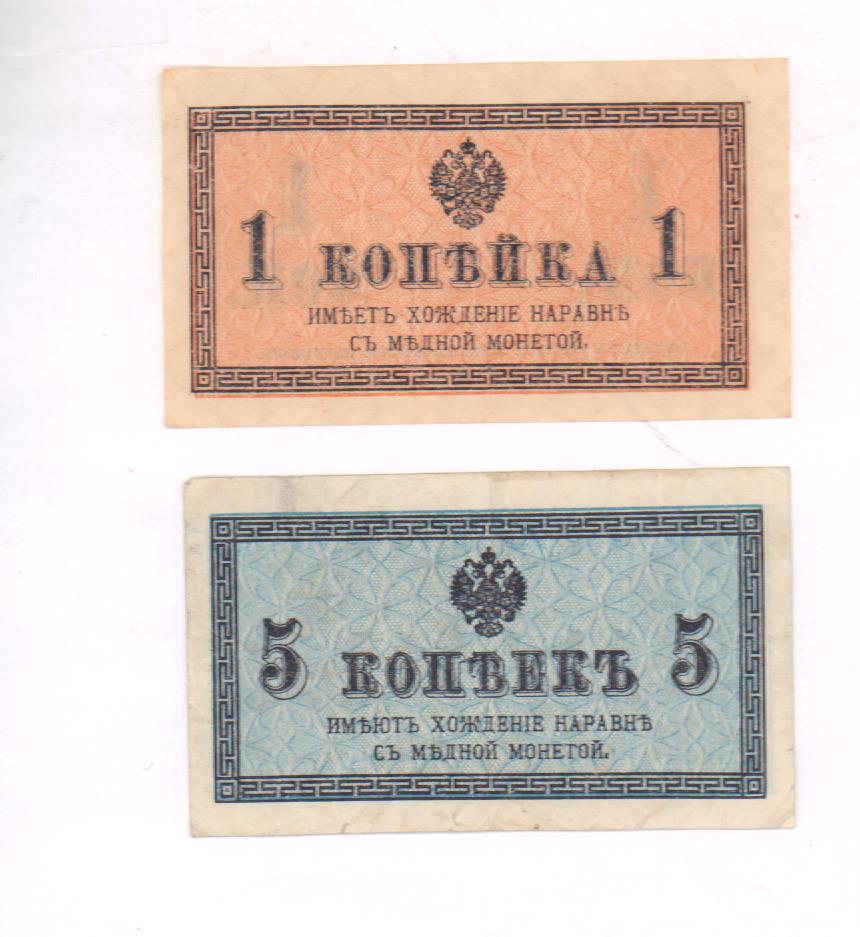 1 КОПѢЙКА 1
ИМѢЕТЪ ХОЖДЕНІЕ НАРАВНѢ
СЪ МѢДНОЙ МОНЕТОЙ.
5 КОПѢЕКЪ 5
ИМѢЮТЪ ХОЖДЕНІЕ НАРАВНѢ
СЪ МѢДНОЙ МОНЕТОЙ.